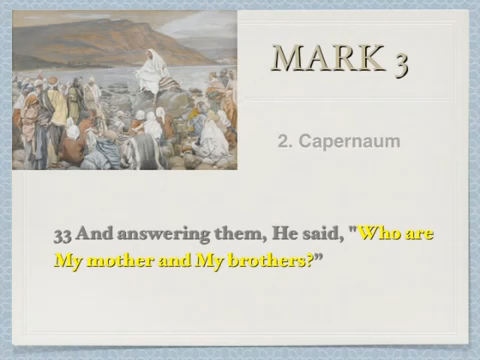 MARK 3
2. Capernaum
33 And answering them, He said, "Who are
My mother and My brothers?”